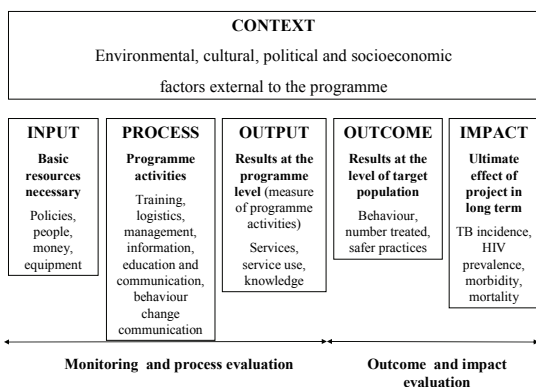 CONTEXT
Environmental, cultural, political and socioeconomic
factors external to the programme
INPUT
Basic
resources
necessary
Policies,
people,
money,
equipment
PROCESS
Programme
activities
Training,
logistics,
management,
information,
education and
communication,
behaviour
change
communication
OUTPUT
Results at the
programme
level (measure
of programme
activities)
Services,
service use,
knowledge
OUTCOME
Results at the
level of target
population
Behaviour,
number treated,
safer practices
IMPACT
Ultimate
effect of
project in
long term
TB incidence,
HIV
prevalence,
morbidity,
mortality
Monitoring and process evaluation
Outcome and impact
evaluation